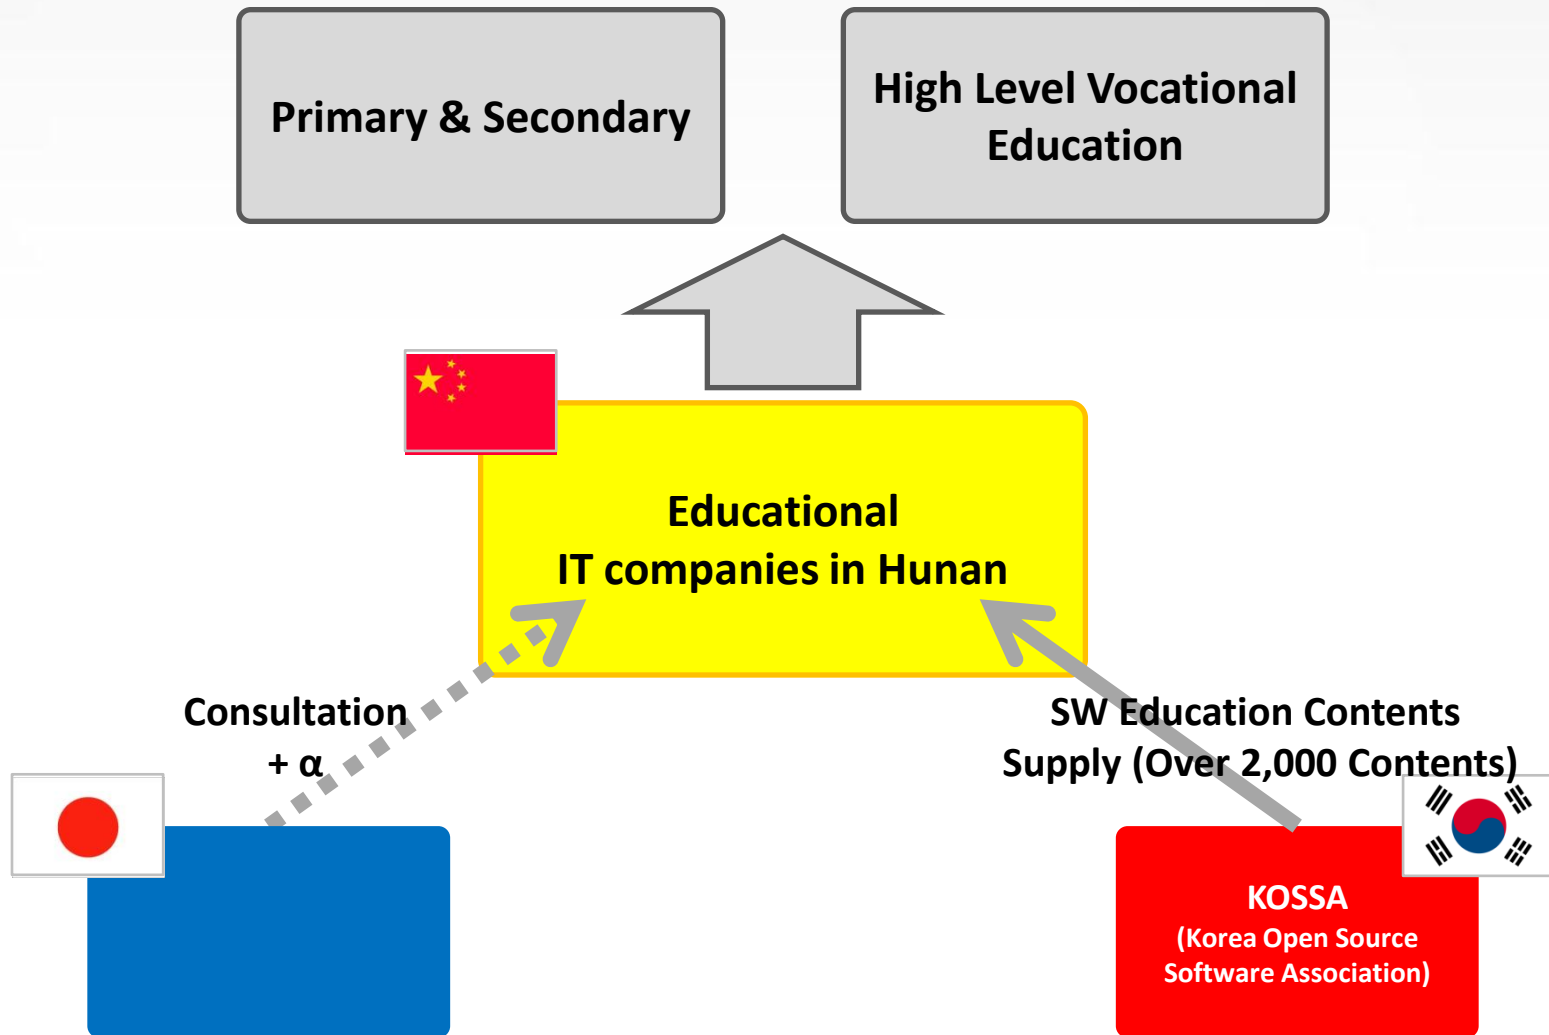 Primary & Secondary
High Level Vocational
Education
Educational
IT companies in Hunan
Consultation
+ α
SW Education Contents
Supply (Over 2,000 Contents)
KOSSA
(Korea Open Source
Software Association)